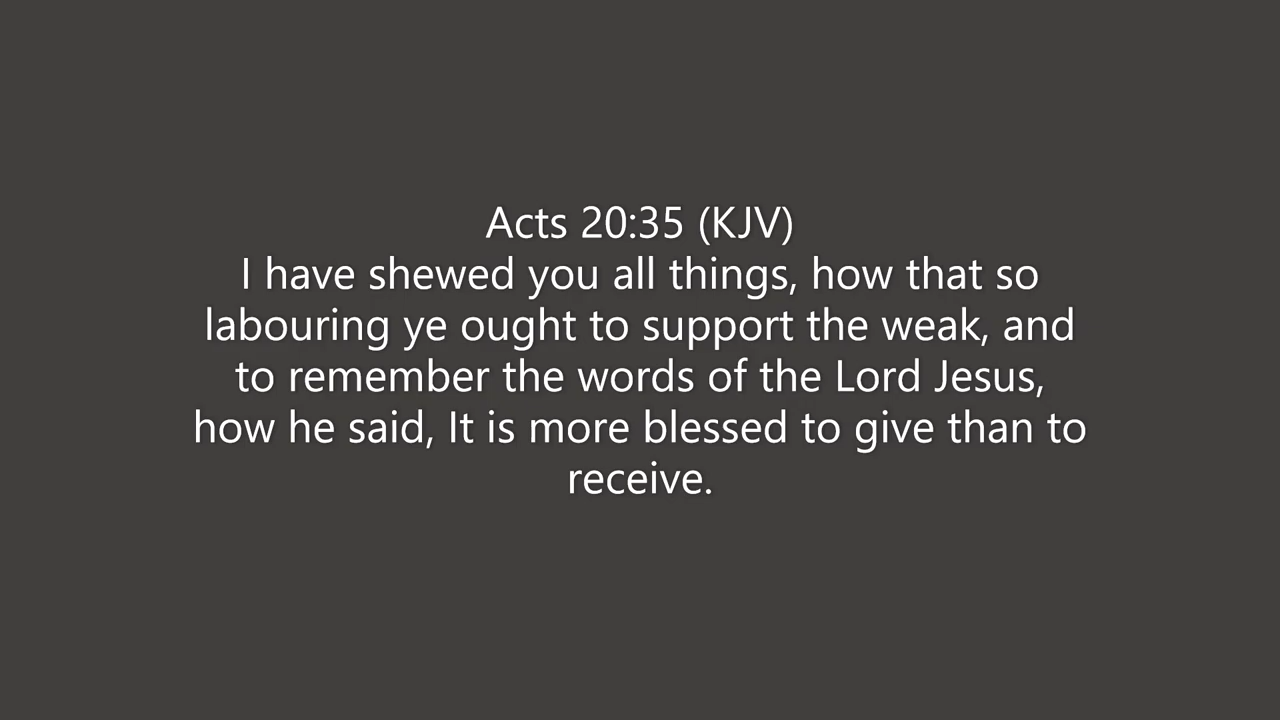 Acts 20:35 (KJV)
I have shewed you all things, how that so
labouring ye ought to support the weak, and
to remember the words of the Lord Jesus,
how he said, It is more blessed to give than to
receive.